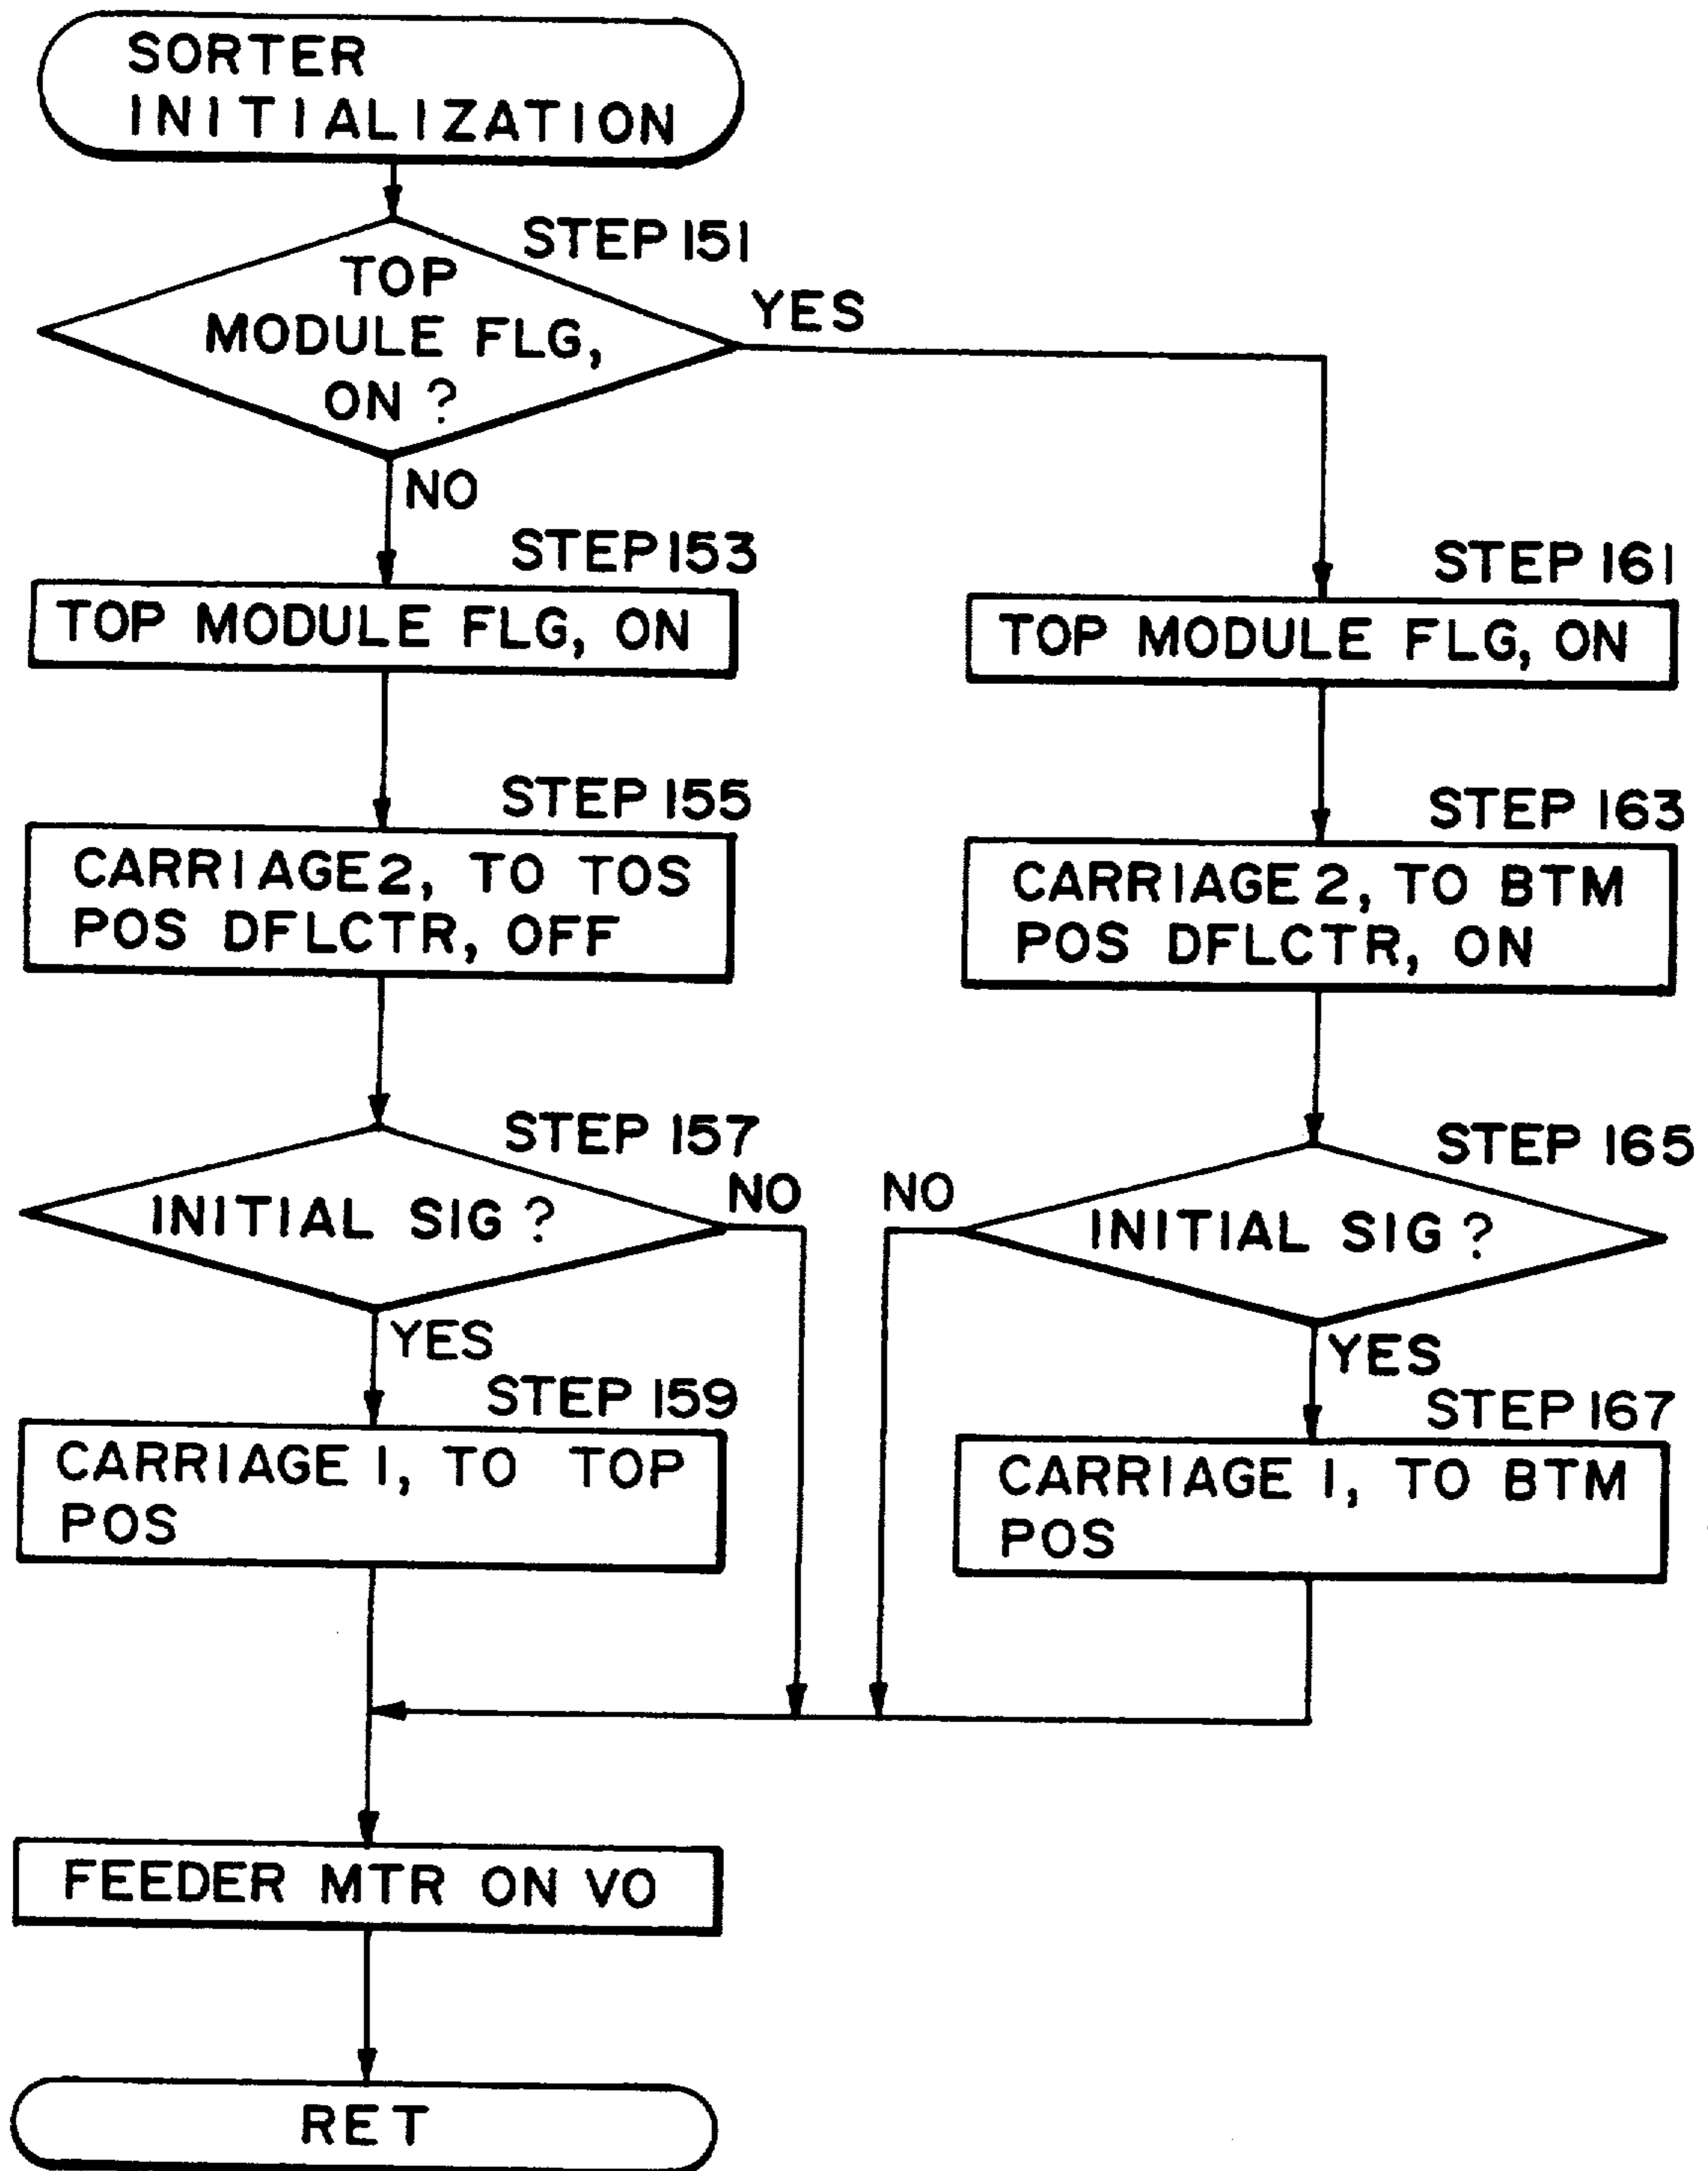 SORTER
INITIALIZATION
STEP 151
TOP
MODULE FLG,
ON ?
YES
NO
STEP 153
TOP MODULE FLG, ON
STEP 155
CARRIAGE 2, TO TOS
POS DFLCTR, OFF
STEP 157
INITIAL SIG ?
NO
YES
STEP 159
CARRIAGE 1, TO TOP
POS
STEP 161
TOP MODULE FLG, ON
STEP 163
CARRIAGE 2, TO BTM
POS DFLCTR, ON
STEP 165
NO
INITIAL SIG ?
YES
STEP 167
CARRIAGE 1, TO BTM
POS
FEEDER MTR ON VO
RET